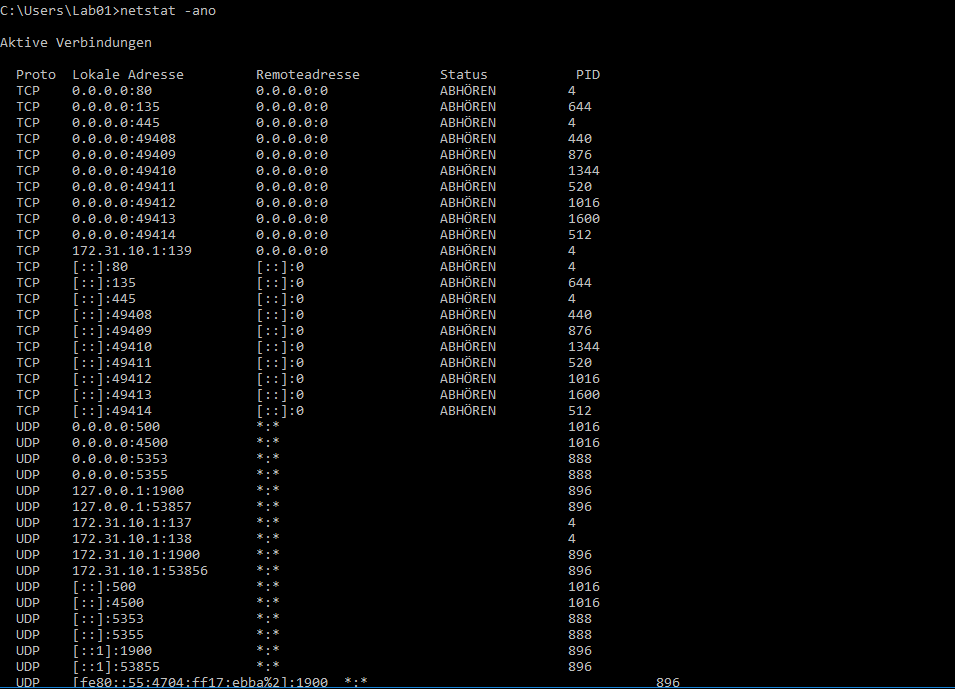 C:\Users\Lab01>netstat -ano
Aktive Verbindungen
Proto  Lokale Adresse         Remoteadresse          Status           PID
TCP    0.0.0.0:80             0.0.0.0:0              ABHÖREN         4
TCP    0.0.0.0:135            0.0.0.0:0              ABHÖREN         644
TCP    0.0.0.0:445            0.0.0.0:0              ABHÖREN         4
TCP    0.0.0.0:49408          0.0.0.0:0              ABHÖREN         440
TCP    0.0.0.0:49409          0.0.0.0:0              ABHÖREN         876
TCP    0.0.0.0:49410          0.0.0.0:0              ABHÖREN         1344
TCP    0.0.0.0:49411          0.0.0.0:0              ABHÖREN         520
TCP    0.0.0.0:49412          0.0.0.0:0              ABHÖREN         1016
TCP    0.0.0.0:49413          0.0.0.0:0              ABHÖREN         1600
TCP    0.0.0.0:49414          0.0.0.0:0              ABHÖREN         512
TCP    172.31.10.1:139        0.0.0.0:0              ABHÖREN         4
TCP    [::]:80                [::]:0                 ABHÖREN         4
TCP    [::]:135               [::]:0                 ABHÖREN         644
TCP    [::]:445               [::]:0                 ABHÖREN         4
TCP    [::]:49408             [::]:0                 ABHÖREN         440
TCP    [::]:49409             [::]:0                 ABHÖREN         876
TCP    [::]:49410             [::]:0                 ABHÖREN         1344
TCP    [::]:49411             [::]:0                 ABHÖREN         520
TCP    [::]:49412             [::]:0                 ABHÖREN         1016
TCP    [::]:49413             [::]:0                 ABHÖREN         1600
TCP    [::]:49414             [::]:0                 ABHÖREN         512
UDP    0.0.0.0:500            *:*                                    1016
UDP    0.0.0.0:4500           *:*                                    1016
UDP    0.0.0.0:5353           *:*                                    888
UDP    0.0.0.0:5355           *:*                                    888
UDP    127.0.0.1:1900         *:*                                    896
UDP    127.0.0.1:53857        *:*                                    896
UDP    172.31.10.1:137        *:*                                    4
UDP    172.31.10.1:138        *:*                                    4
UDP    172.31.10.1:1900       *:*                                    896
UDP    172.31.10.1:53856      *:*                                    896
UDP    [::]:500               *:*                                    1016
UDP    [::]:4500              *:*                                    1016
UDP    [::]:5353              *:*                                    888
UDP    [::]:5355              *:*                                    888
UDP    [::1]:1900             *:*                                    896
UDP    [::1]:53855            *:*                                    896
UDP    [fe80::55:4704:ff17:ebba%2]:1900  *:*                                    896